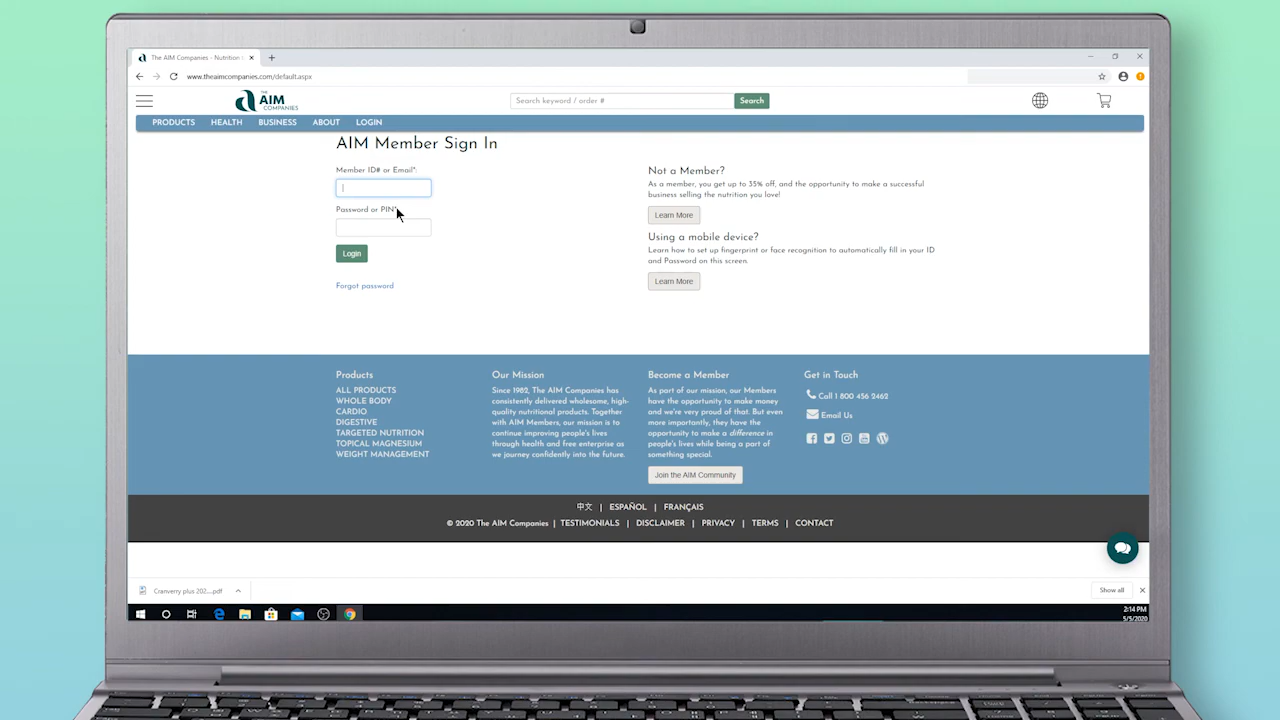 The AIM Companies - Nutrition
www.theaimcompanies.com/default.aspx
THE
AIM
COMPANIES
Search keyword / order #
Search
PRODUCTS HEALTH BUSINESS ABOUT LOGIN
AIM Member Sign In
Member ID# or Email*:
Password or PIN*
Login
Forgot password
Not a Member?
As a member, you get up to 35% off, and the opportunity to make a successful
business selling the nutrition you love!
Learn More
Using a mobile device?
Learn how to set up fingerprint or face recognition to automatically fill in your ID
and Password on this screen.
Learn More
Products
ALL PRODUCTS
WHOLE BODY
CARDIO
DIGESTIVE
TARGETED NUTRITION
TOPICAL MAGNESIUM
WEIGHT MANAGEMENT
Our Mission
Since 1982, The AIM Companies has
consistently delivered wholesome, high-
quality nutritional products. Together
with AIM Members, our mission is to
continue improving people's lives
through health and free enterprise as
we journey confidently into the future.
Become a Member
As part of our mission, our Members
have the opportunity to make money
and we're very proud of that. But even
more importantly, they have the
opportunity to make a difference in
people's lives while being a part of
something special.
Join the AIM Community
Get in Touch
Call 1 800 456 2462
Email Us
中文 | ESPAÑOL | FRANÇAIS
© 2020 The AIM Companies | TESTIMONIALS | DISCLAIMER | PRIVACY | TERMS | CONTACT
Cranverry plus 202....pdf
Show all
2:14 PM
5/5/2020